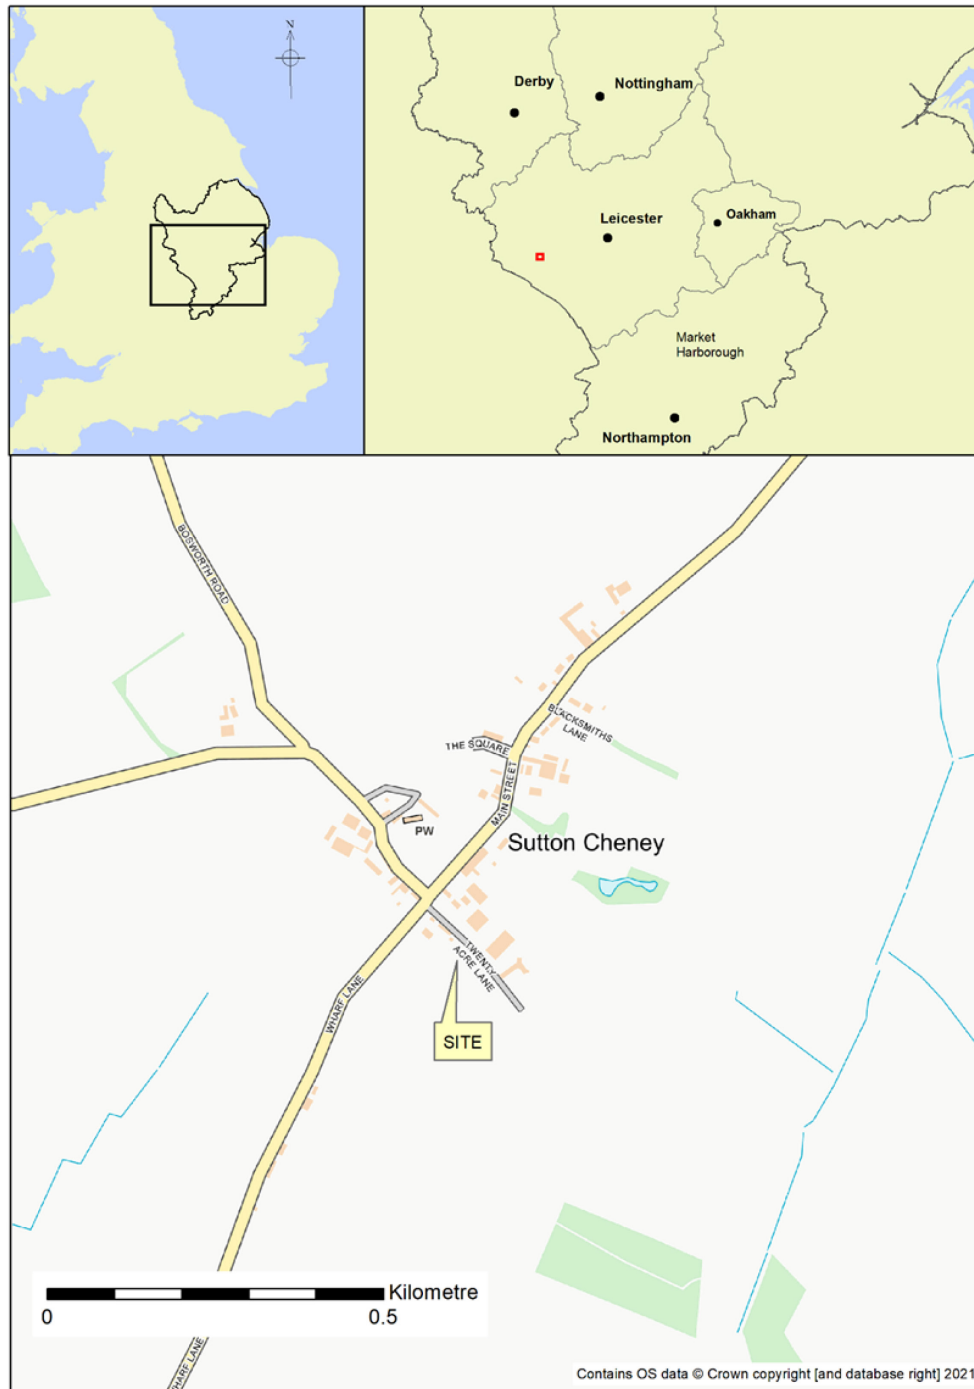 N
Derby
Nottingham
Leicester
Oakham
Market
Harborough
Northampton
BOSWORTH ROAD
BLACKSMITHS
LANE
THE SQUARE
MAIN STREET
PW
Sutton Cheney
TWENTY
ACRE LANE
WHARF LANE
SITE
Kilometre
0
0.5
WHARF LANE
Contains OS data © Crown copyright [and database right] 2021